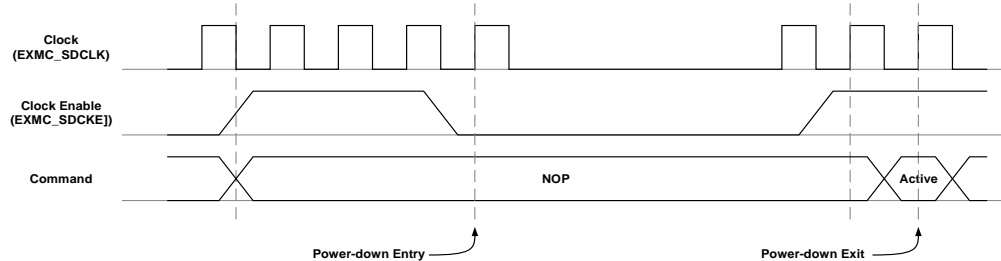 Clock
(EXMC_SDCLK)
Clock Enable
(EXMC_SDCKE])
Command
NOP
Active
Power-down Entry
Power-down Exit